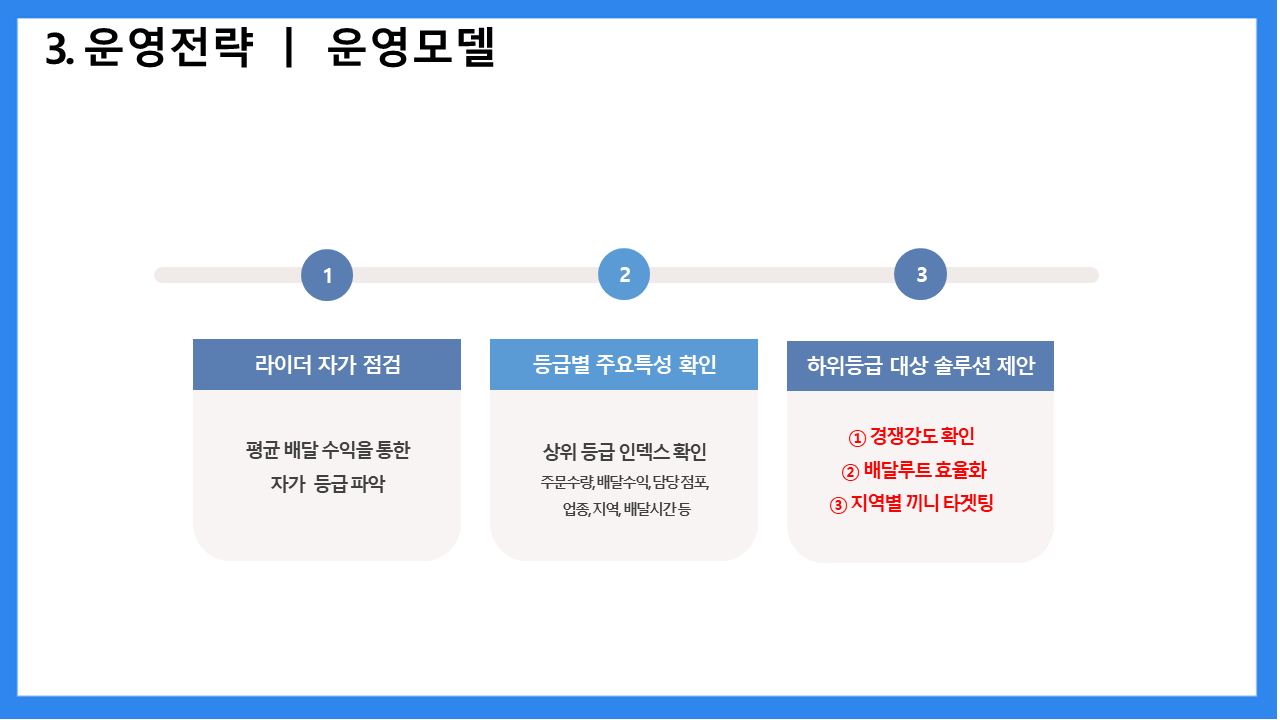 3. 운영전략 ㅣ 운영모델
1
2
3
라이더 자가 점검
평균 배달 수익을 통한
자가 등급 파악
등급별 주요특성 확인
상위 등급 인덱스 확인
주문수량, 배달수익, 담당 점포,
업종, 지역, 배달시간 등
하위등급 대상 솔루션 제안
① 경쟁강도 확인
② 배달루트 효율화
③ 지역별 끼니 타겟팅